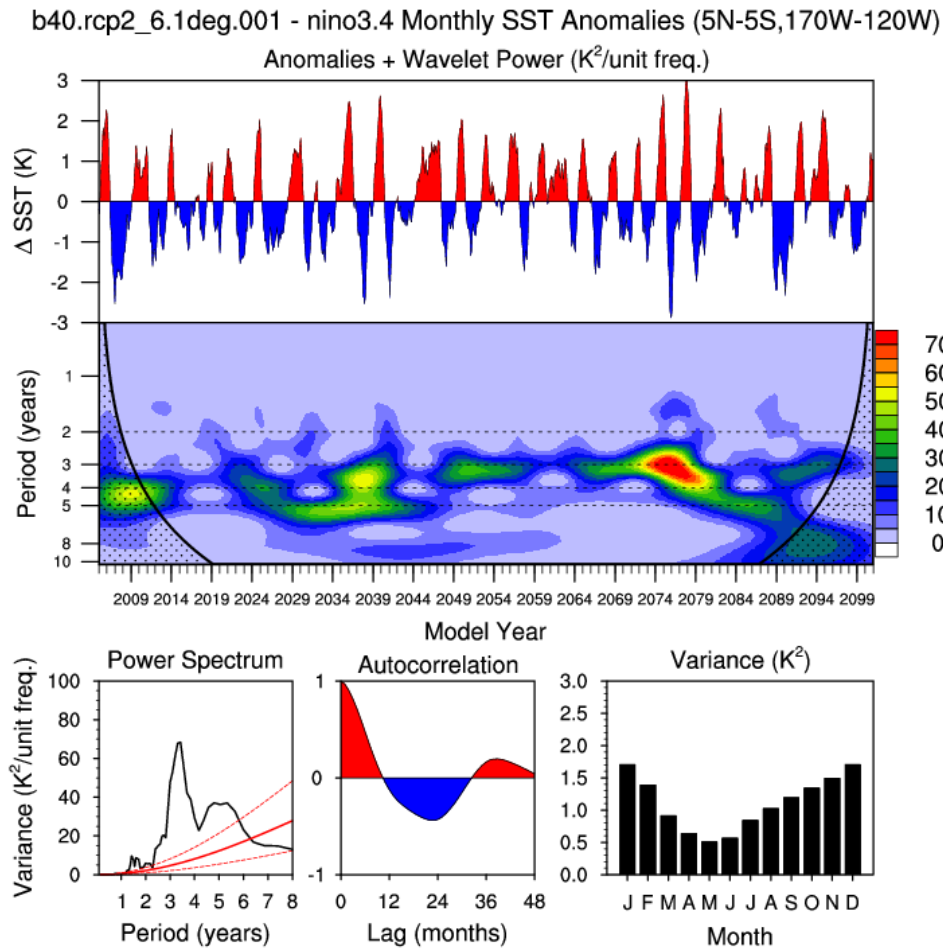 b40.rcp2_6.1deg.001 - nino3.4 Monthly SST Anomalies (5N-5S,170W-120W)
Anomalies + Wavelet Power (K²/unit freq.)
Δ SST (K)
3
2
1
0
-1
-2
-3
Period (years)
1
2
3
4
5
8
10
70
60
50
40
30
20
10
0
2009 2014 2019 2024 2029 2034 2039 2044 2049 2054 2059 2064 2069 2074 2079 2084 2089 2094 2099
Model Year
Power Spectrum
Variance (K²/unit freq.)
100
80
60
40
20
0
1 2 3 4 5 6 7 8
Period (years)
Autocorrelation
1
0
-1
0 12 24 36 48
Lag (months)
Variance (K²)
3.0
2.5
2.0
1.5
1.0
0.5
0.0
J F M A M J J A S O N D
Month